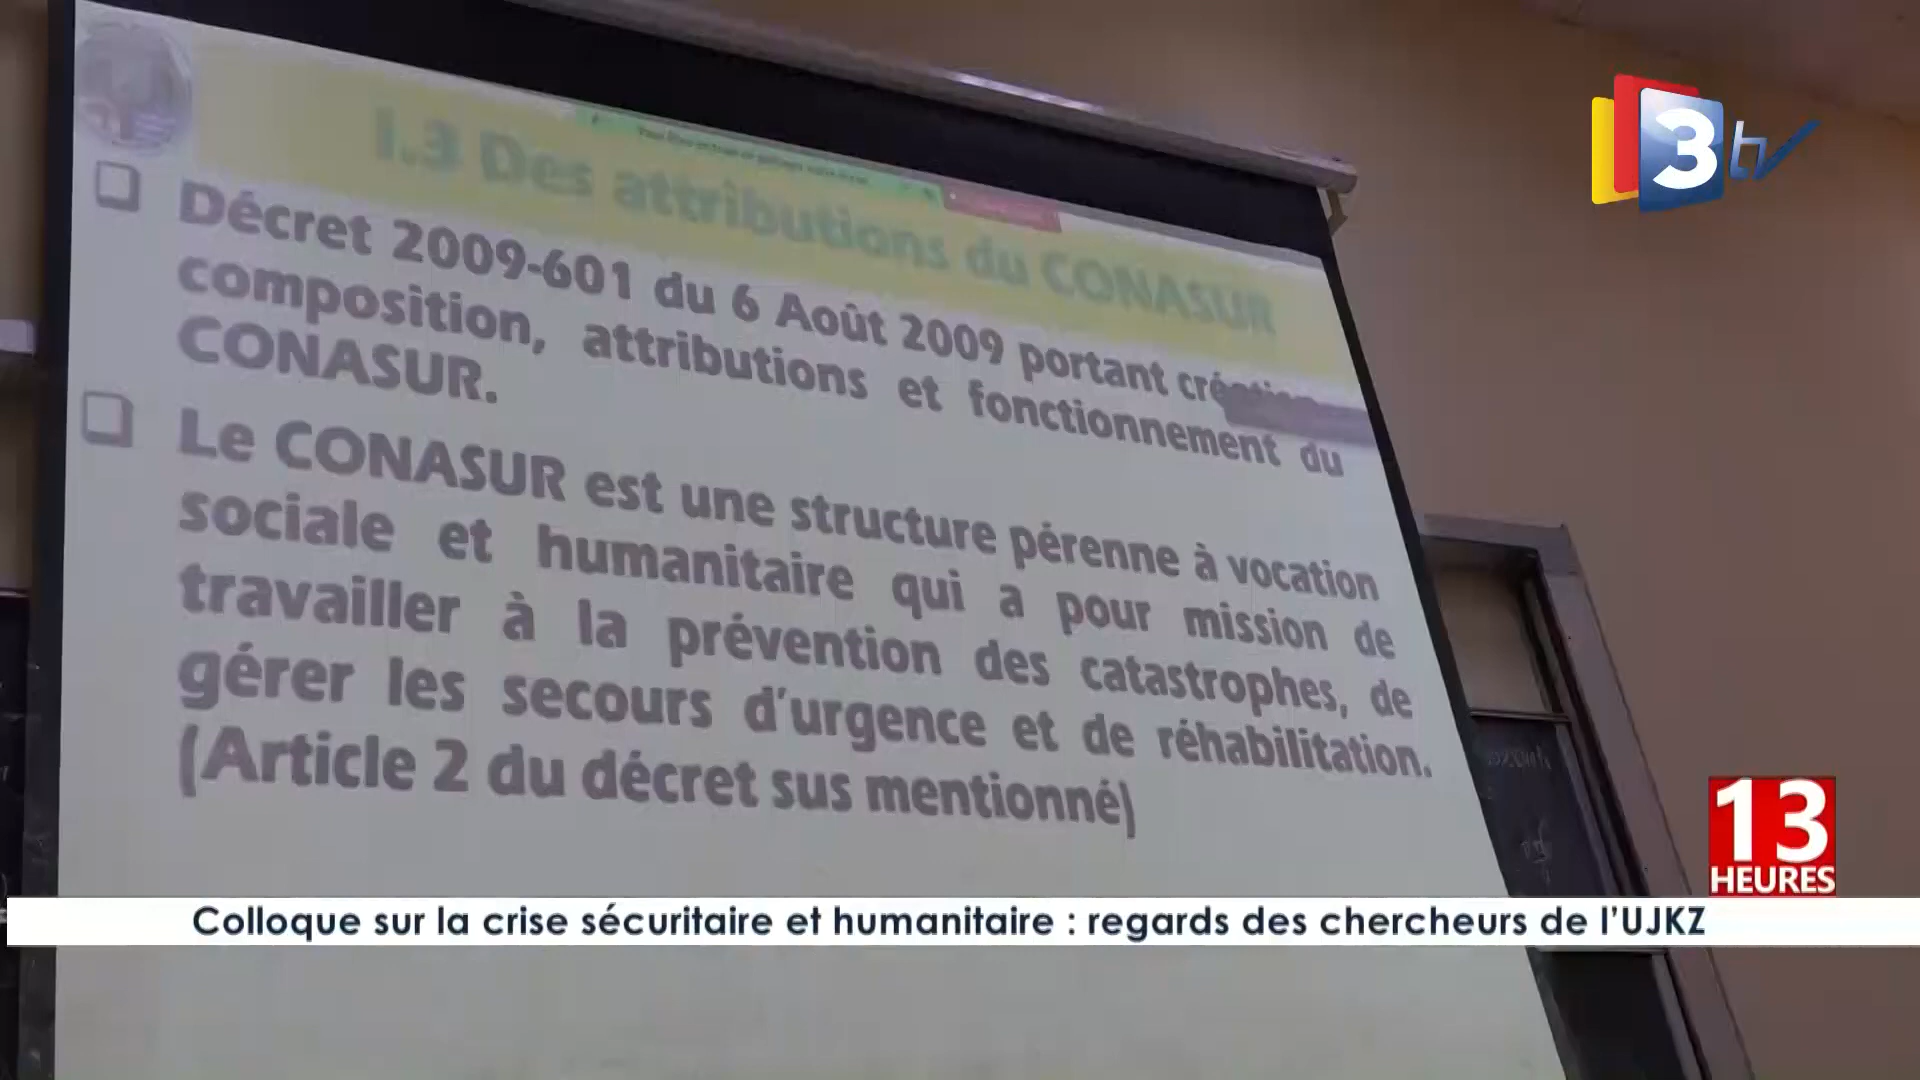 I.3 Des attributions du CONASUR
Décret 2009-601 du 6 Août 2009 portant création
composition, attributions et fonctionnement du
CONASUR.
Le CONASUR est une structure pérenne à vocation
sociale et humanitaire qui a pour mission de
travailler à la prévention des catastrophes, de
gérer les secours d'urgence et de réhabilitation.
(Article 2 du décret sus mentionné)
3tv
13
HEURES
Colloque sur la crise sécuritaire et humanitaire : regards des chercheurs de l'UJKZ